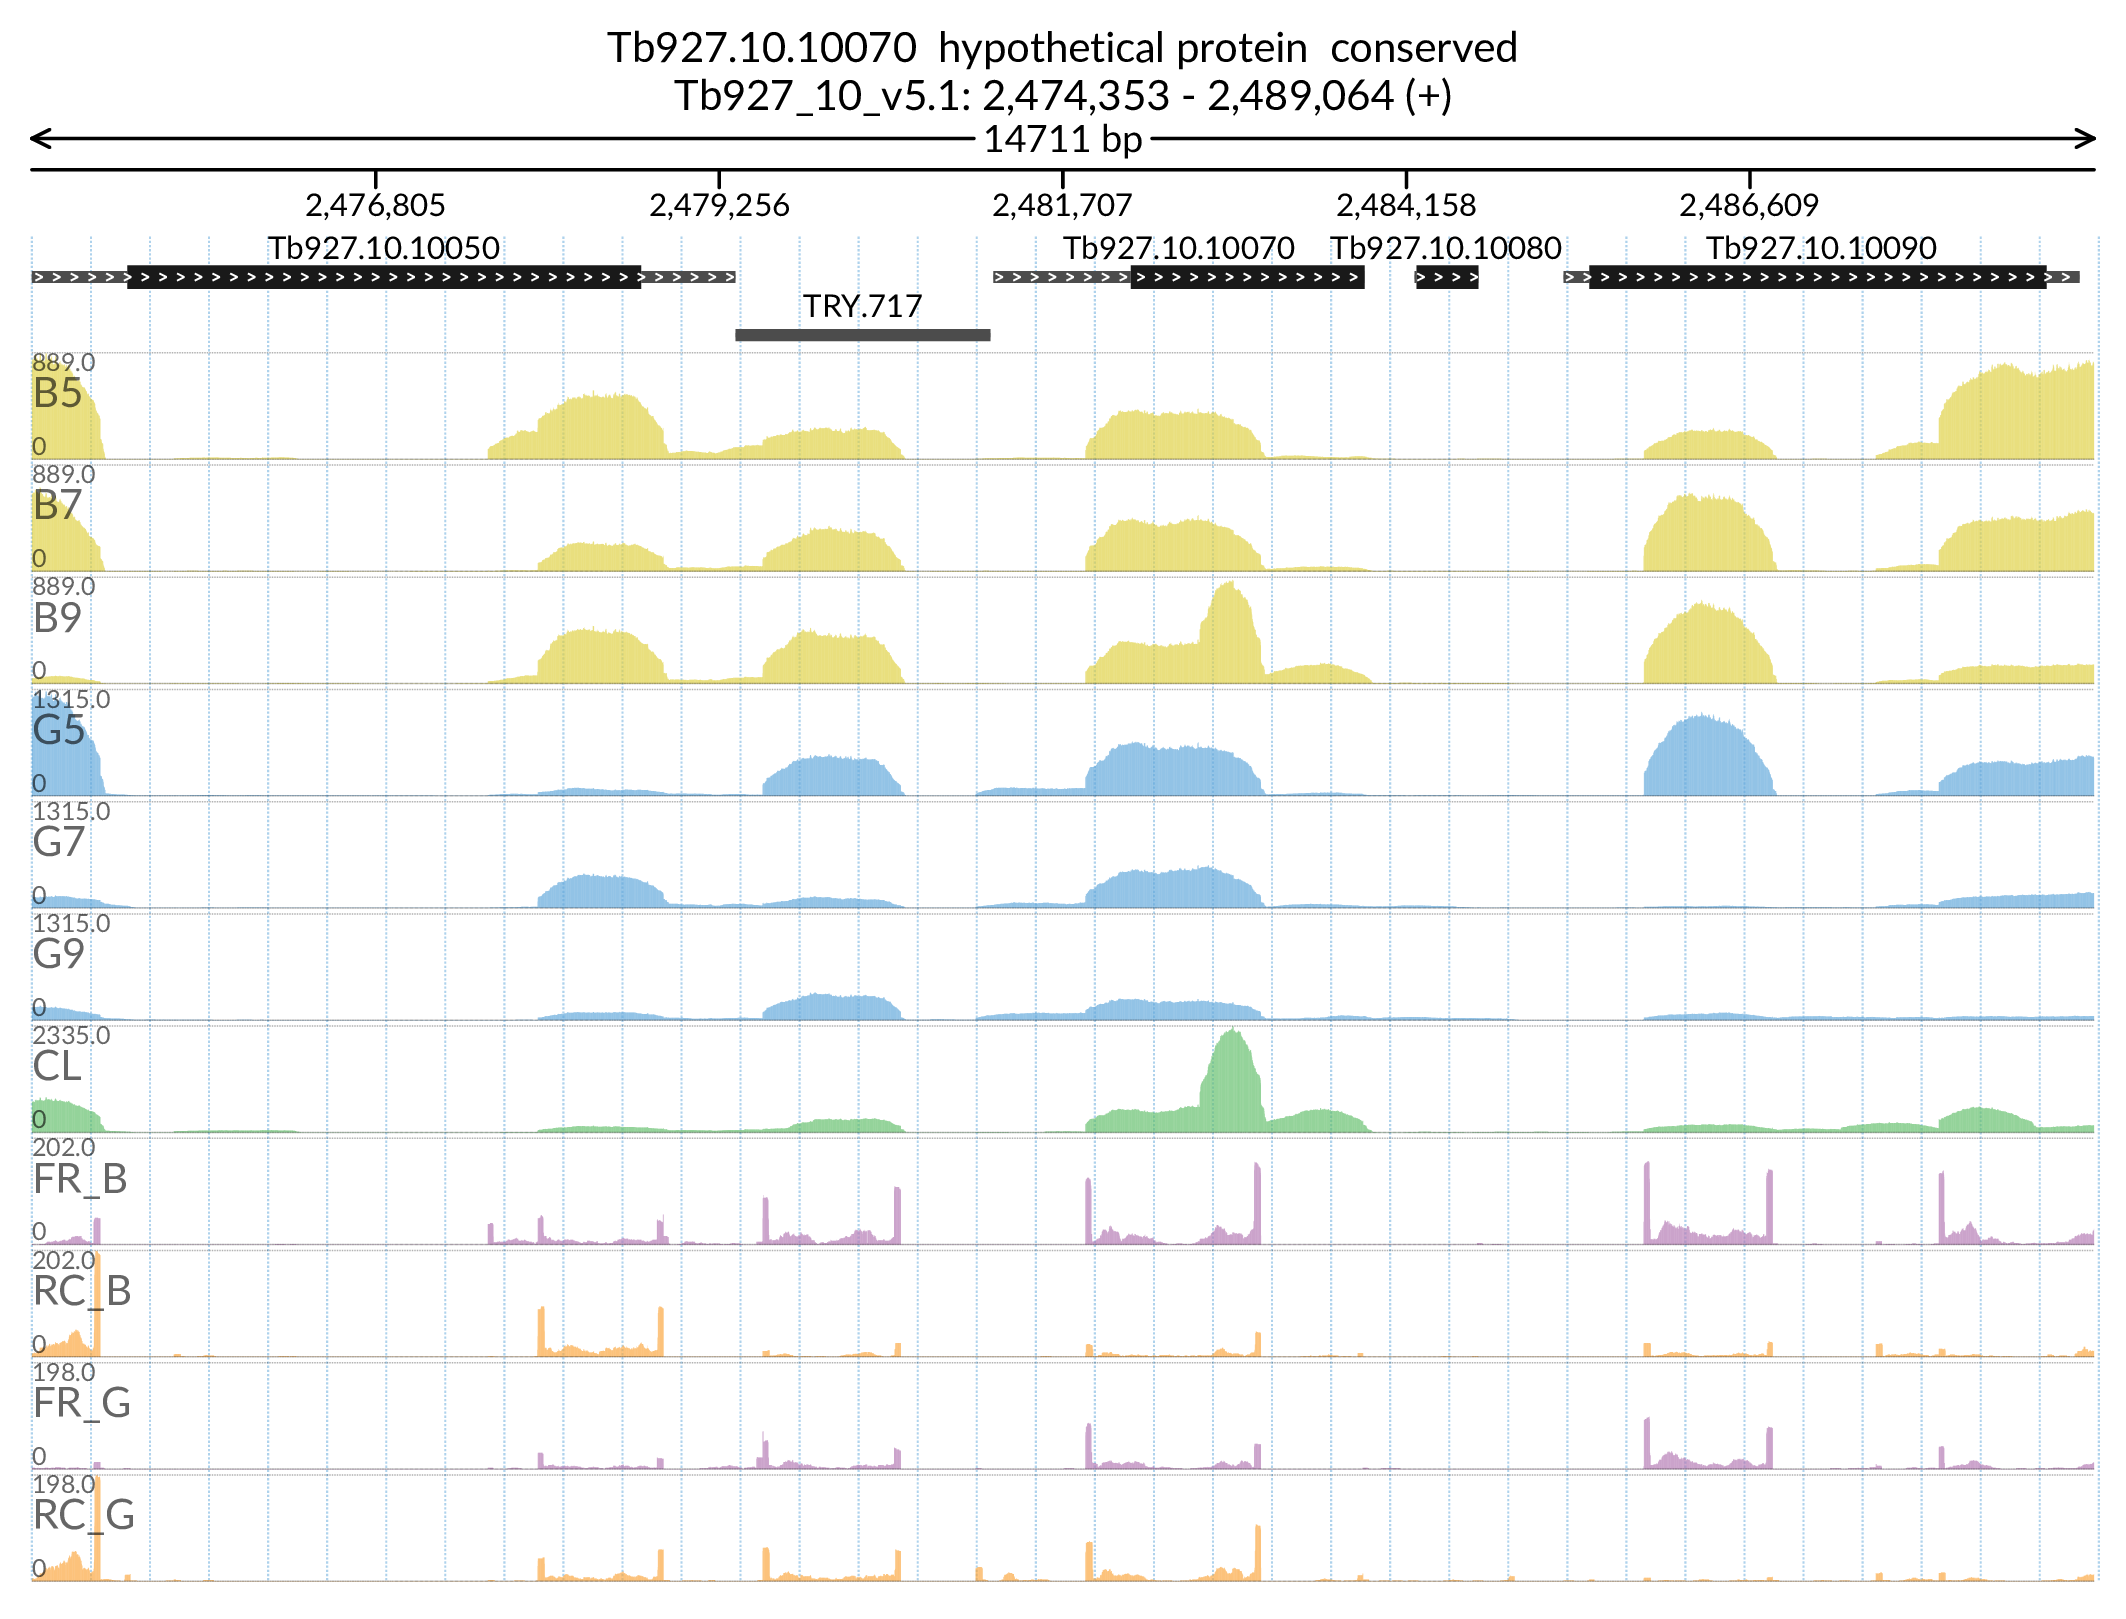 Tb927.10.10070  hypothetical protein  conserved
Tb927_10_v5.1: 2,474,353 - 2,489,064 (+)
14711 bp
2,476,805 2,479,256 2,481,707 2,484,158 2,486,609
Tb927.10.10050 Tb927.10.10070 Tb927.10.10080 Tb927.10.10090
TRY.717
889.0
B5
0
889.0
B7
0
889.0
B9
0
1315.0
G5
0
1315.0
G7
0
1315.0
G9
0
2335.0
CL
0
202.0
FR_B
0
202.0
RC_B
0
198.0
FR_G
0
198.0
RC_G
0